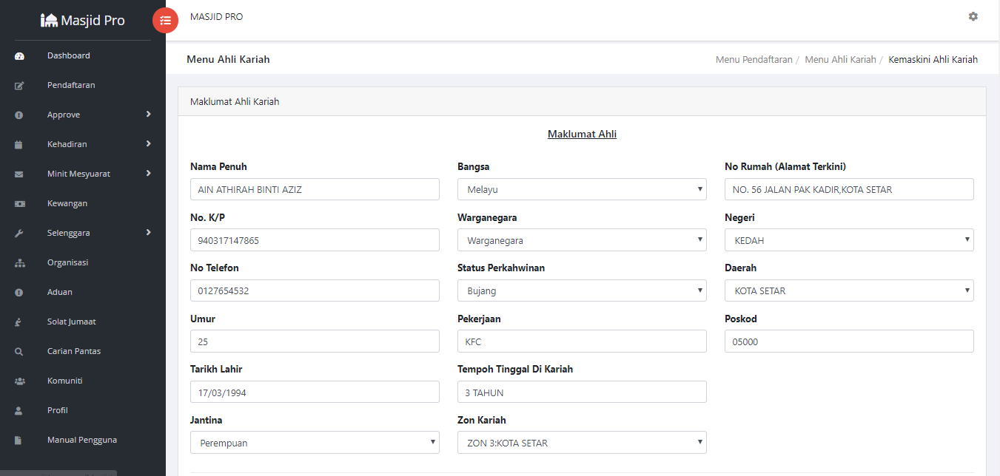 Masjid Pro
MASJID PRO
Dashboard
Pendaftaran
Approve
Kehadiran
Minit Mesyuarat
Kewangan
Selenggara
Organisasi
Aduan
Solat Jumaat
Carian Pantas
Komuniti
Profil
Manual Pengguna
Menu Ahli Kariah
Menu Pendaftaran / Menu Ahli Kariah / Kemaskini Ahli Kariah
Maklumat Ahli Kariah
Maklumat Ahli
Nama Penuh
AIN ATHIRAH BINTI AZIZ
No. K/P
940317147865
No Telefon
0127654532
Umur
25
Tarikh Lahir
17/03/1994
Jantina
Perempuan
Bangsa
Melayu
Warganegara
Warganegara
Status Perkahwinan
Bujang
Pekerjaan
KFC
Tempoh Tinggal Di Kariah
3 TAHUN
Zon Kariah
ZON 3:KOTA SETAR
No Rumah (Alamat Terkini)
NO. 56 JALAN PAK KADIR,KOTA SETAR
Negeri
KEDAH
Daerah
KOTA SETAR
Poskod
05000